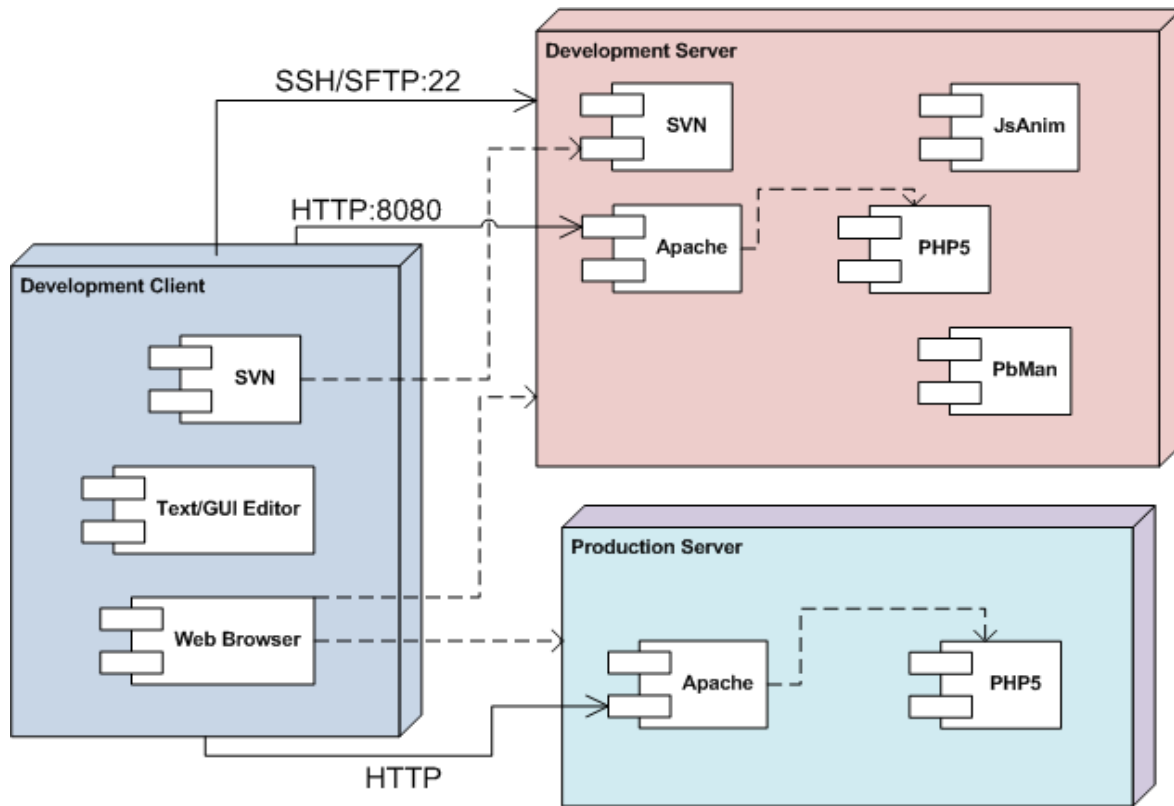 Development Server
SSH/SFTP:22
SVN
JsAnim
HTTP:8080
Apache
PHP5
Development Client
SVN
PbMan
Text/GUI Editor
Production Server
Web Browser
Apache
PHP5
HTTP